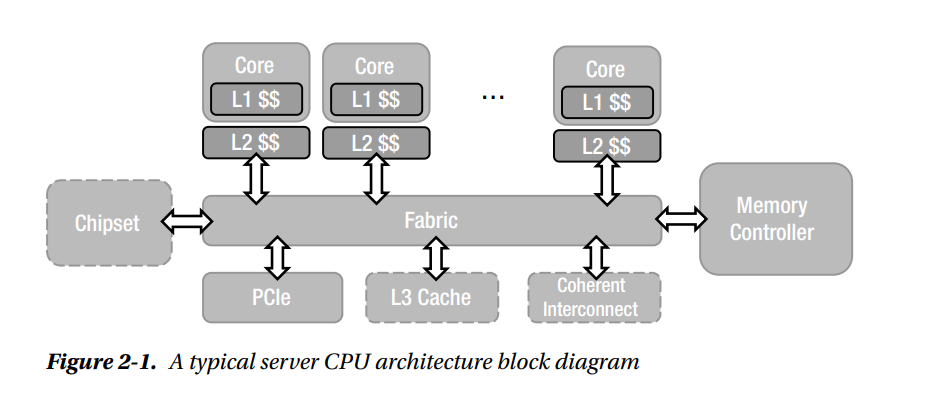 Core
Core
Core
L1 $$
L1 $$
...
L1 $$
L2 $$
L2 $$
L2 $$
Chipset
Fabric
Memory
Controller
PCIe
L3 Cache
Coherent
Interconnect
Figure 2-1. A typical server CPU architecture block diagram